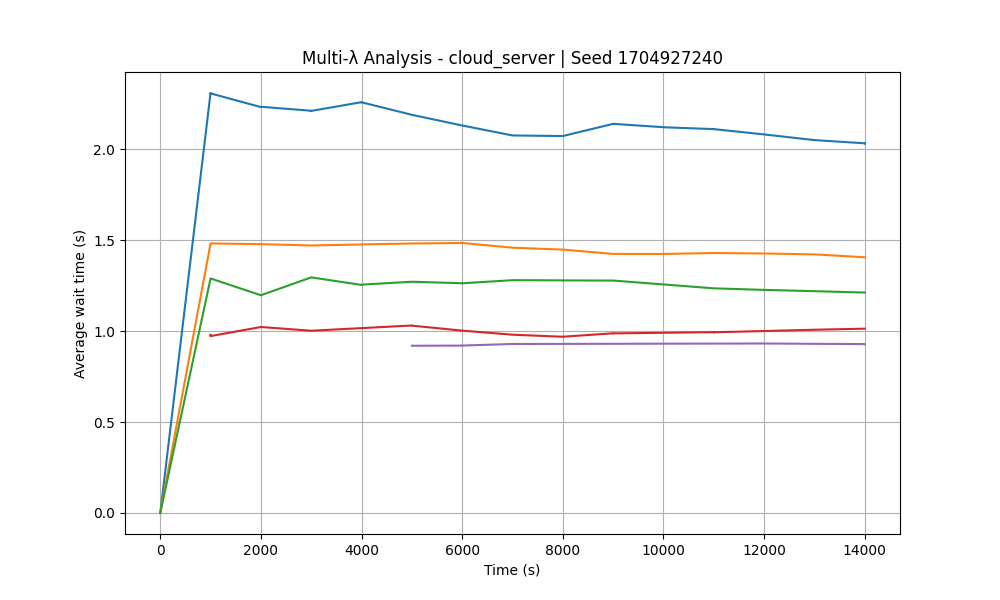 Multi-λ Analysis - cloud_server | Seed 1704927240
Average wait time (s)
2.0
1.5
1.0
0.5
0.0
0 2000 4000 6000 8000 10000 12000 14000
Time (s)